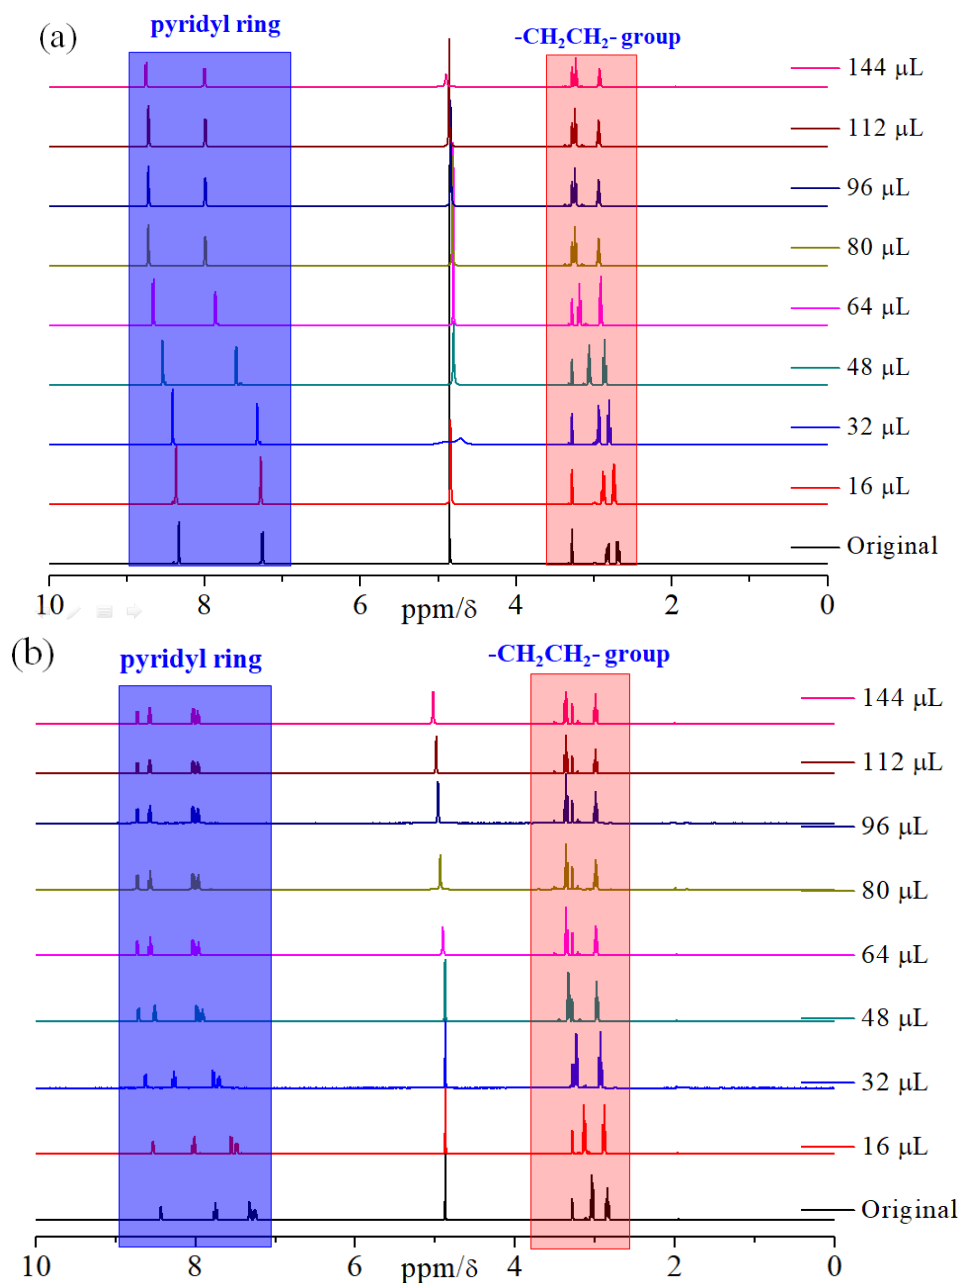 (a)
pyridyl ring
-CH₂CH₂- group
144 μL
112 μL
96 μL
80 μL
64 μL
48 μL
32 μL
16 μL
Original
10 8 6 4 2 0
ppm/δ
(b)
pyridyl ring
-CH₂CH₂- group
144 μL
112 μL
96 μL
80 μL
64 μL
48 μL
32 μL
16 μL
Original
10 8 6 4 2 0
ppm/δ